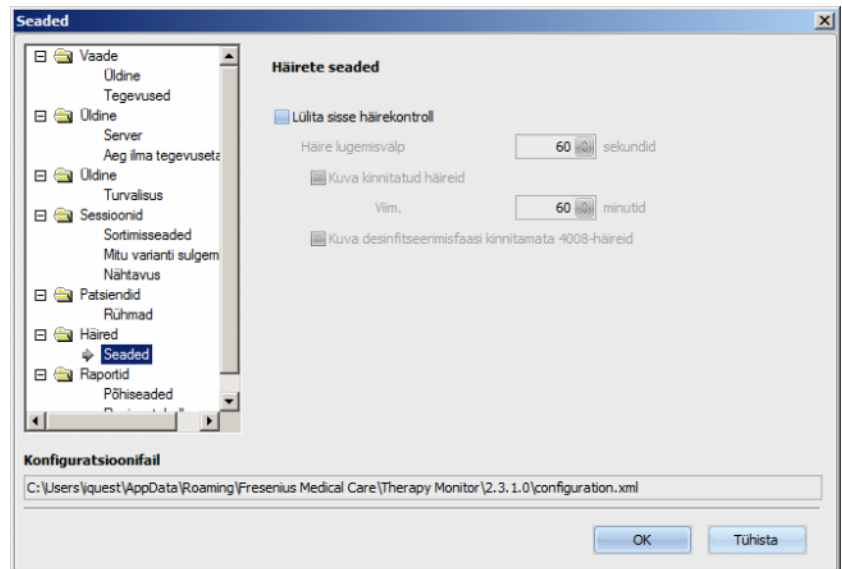 Seaded
Vaade
Üldine
Tegevused
Üldine
Server
Aeg ilma tegevuseta
Üldine
Turvalisus
Sessioonid
Sortimisseaded
Mitu varianti sulgem
Nähtavus
Patsiendid
Rühmad
Häired
Seaded
Raportid
Põhiseaded
Häirete seaded
Lülita sisse häirekontroll
Häire lugemisvälp 60 sekundid
Kuva kinnitatud häireid
Viim. 60 minutid
Kuva desinfitseerimisfaasi kinnitamata 4008-häireid
Konfiguratsioonifail
C:\Users\iquest\AppData\Roaming\Fresenius Medical Care\Therapy Monitor\2.3.1.0\configuration.xml
OK Tühista